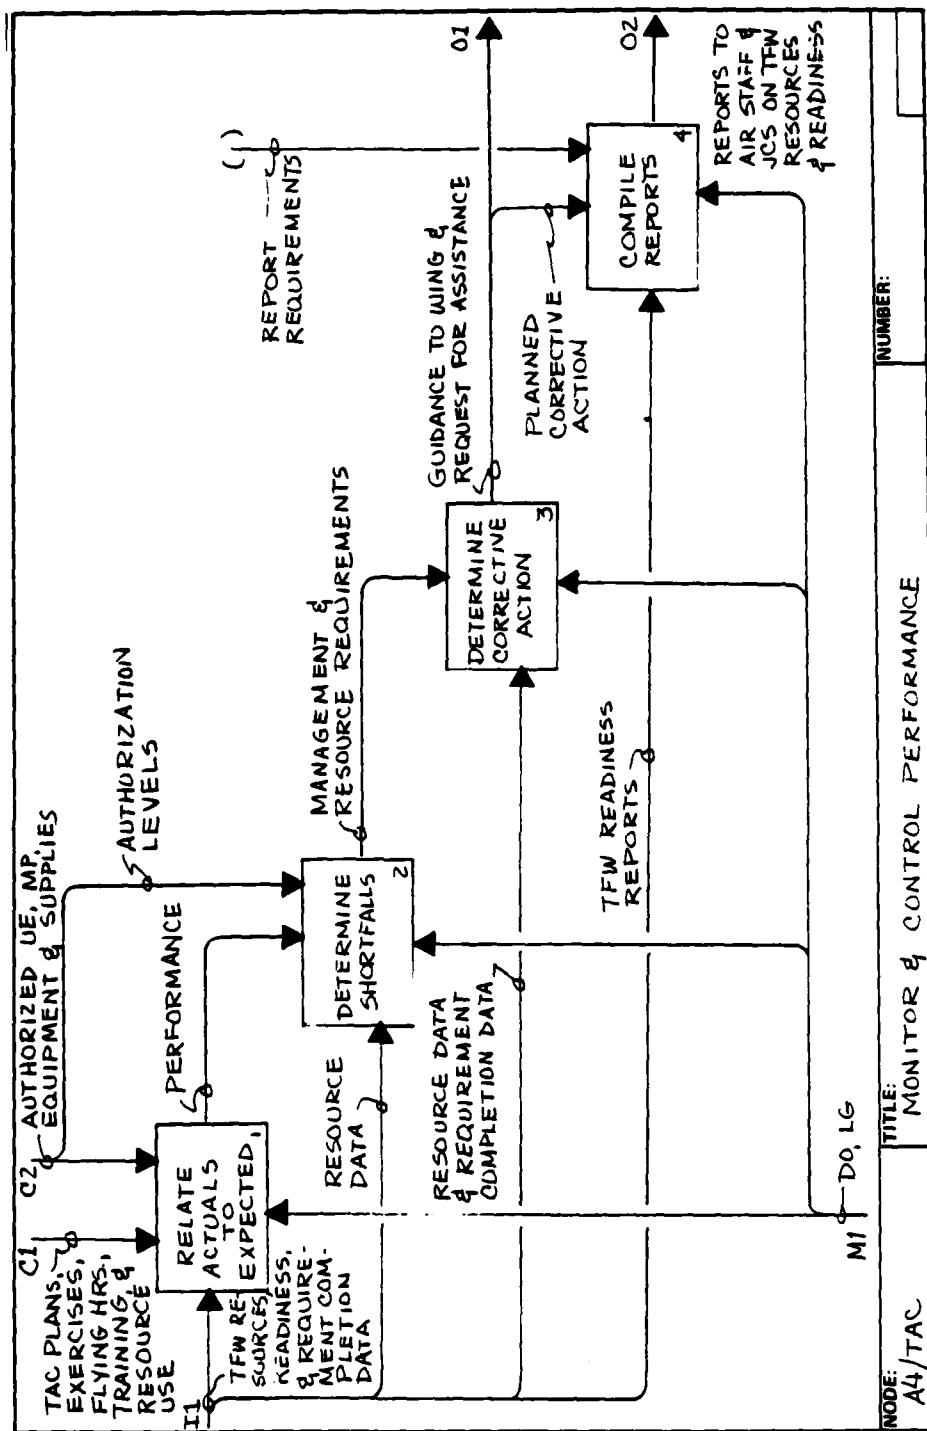 C1
TAC PLANS,
EXERCISES,
FLYING HRS.,
TRAINING, &
RESOURCE
USE
C2
AUTHORIZED UE, MP,
EQUIPMENT & SUPPLIES
AUTHORIZATION
LEVELS
I1
TFW RE-
SOURCES,
READINESS,
& REQUIRE-
MENT COM-
PLETION
DATA
RELATE
ACTUALS
TO
EXPECTED
1
PERFORMANCE
RESOURCE
DATA
DETERMINE
SHORTFALLS
2
MANAGEMENT &
RESOURCE REQUIREMENTS
RESOURCE DATA
& REQUIREMENT
COMPLETION DATA
DETERMINE
CORRECTIVE
ACTION
3
GUIDANCE TO WING &
REQUEST FOR ASSISTANCE
O1
REPORT
REQUIREMENTS
( )
PLANNED
CORRECTIVE
ACTION
TFW READINESS
REPORTS
COMPILE
REPORTS
4
O2
REPORTS TO
AIR STAFF &
JCS ON TFW
RESOURCES
& READINESS
M1
DO, LG
NODE:
A4/TAC
TITLE:
MONITOR & CONTROL PERFORMANCE
NUMBER: